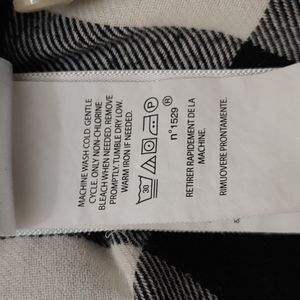 MACHINE WASH COLD, GENTLE
CYCLE. ONLY NON-CHLORINE
BLEACH WHEN NEEDED. REMOVE
PROMPTLY. TUMBLE DRY LOW.
WARM IRON IF NEEDED.
30 P ®
n°1529
RETIRER RAPIDEMENT DE LA
MACHINE.
RIMUOVERE PRONTAMENTE.